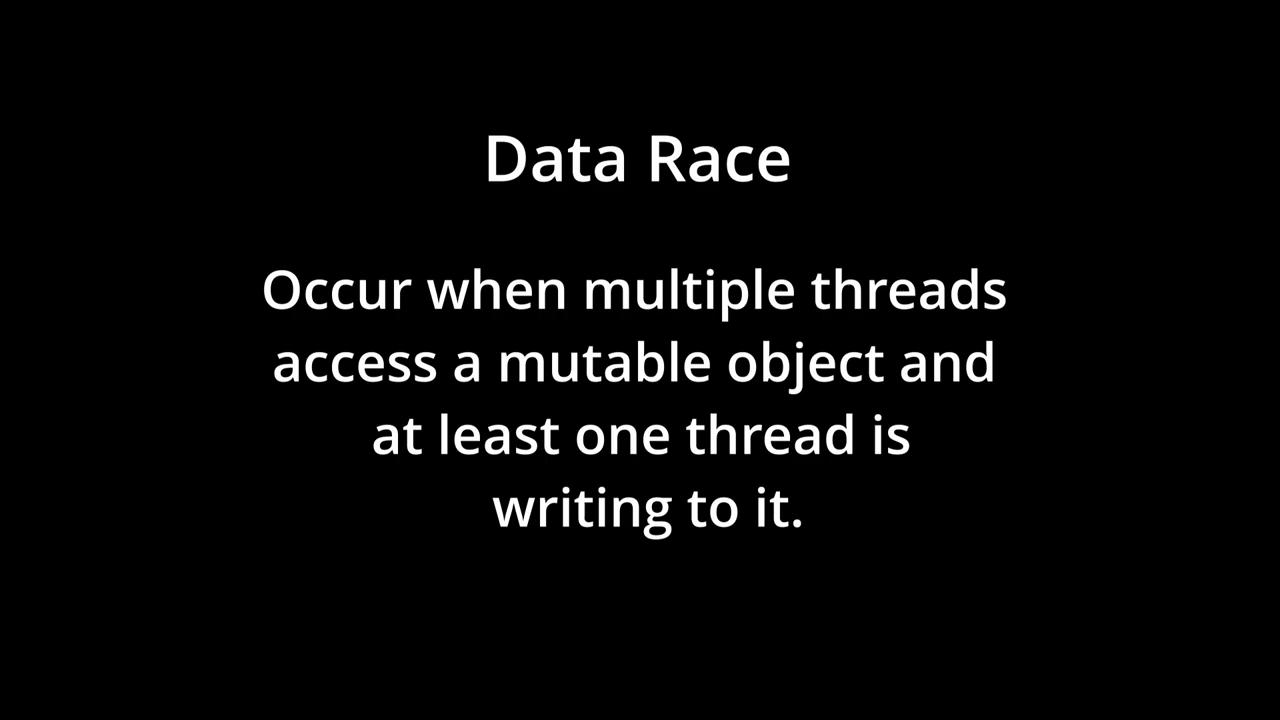 Data Race
Occur when multiple threads
access a mutable object and
at least one thread is
writing to it.